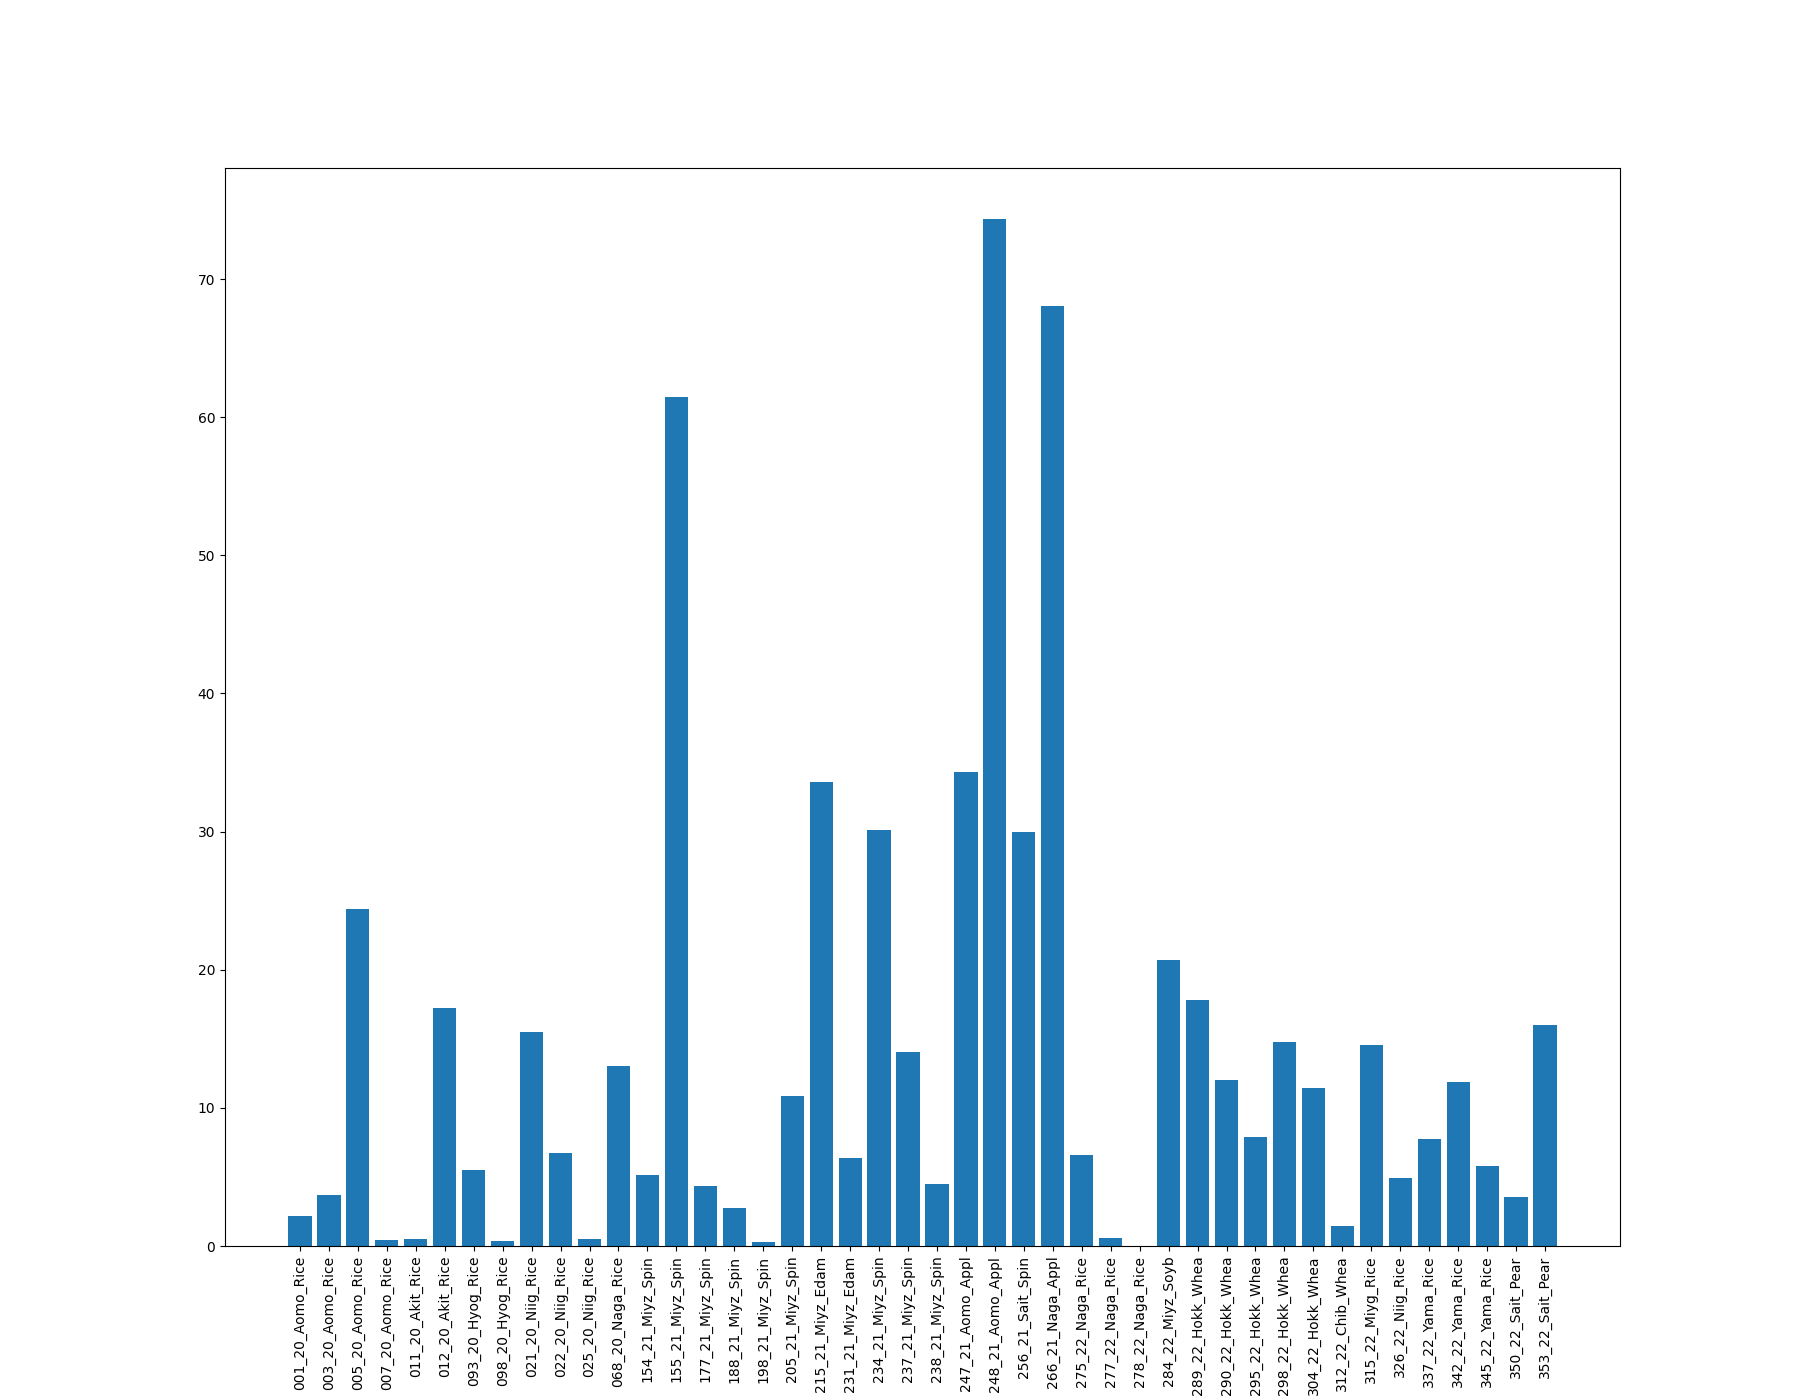 70
60
50
40
30
20
10
0
001_20_Aomo_Rice
003_20_Aomo_Rice
005_20_Aomo_Rice
007_20_Aomo_Rice
011_20_Akit_Rice
012_20_Akit_Rice
093_20_Hyog_Rice
098_20_Hyog_Rice
021_20_Niig_Rice
022_20_Niig_Rice
025_20_Niig_Rice
068_20_Naga_Rice
154_21_Miyz_Spin
155_21_Miyz_Spin
177_21_Miyz_Spin
188_21_Miyz_Spin
198_21_Miyz_Spin
205_21_Miyz_Spin
215_21_Miyz_Edam
231_21_Miyz_Edam
234_21_Miyz_Spin
237_21_Miyz_Spin
238_21_Miyz_Spin
247_21_Aomo_Appl
248_21_Aomo_Appl
256_21_Sait_Spin
266_21_Naga_Appl
275_22_Naga_Rice
277_22_Naga_Rice
278_22_Naga_Rice
284_22_Miyz_Soyb
289_22_Hokk_Whea
290_22_Hokk_Whea
295_22_Hokk_Whea
298_22_Hokk_Whea
304_22_Hokk_Whea
312_22_Chib_Whea
315_22_Miyg_Rice
326_22_Niig_Rice
337_22_Yama_Rice
342_22_Yama_Rice
345_22_Yama_Rice
350_22_Sait_Pear
353_22_Sait_Pear